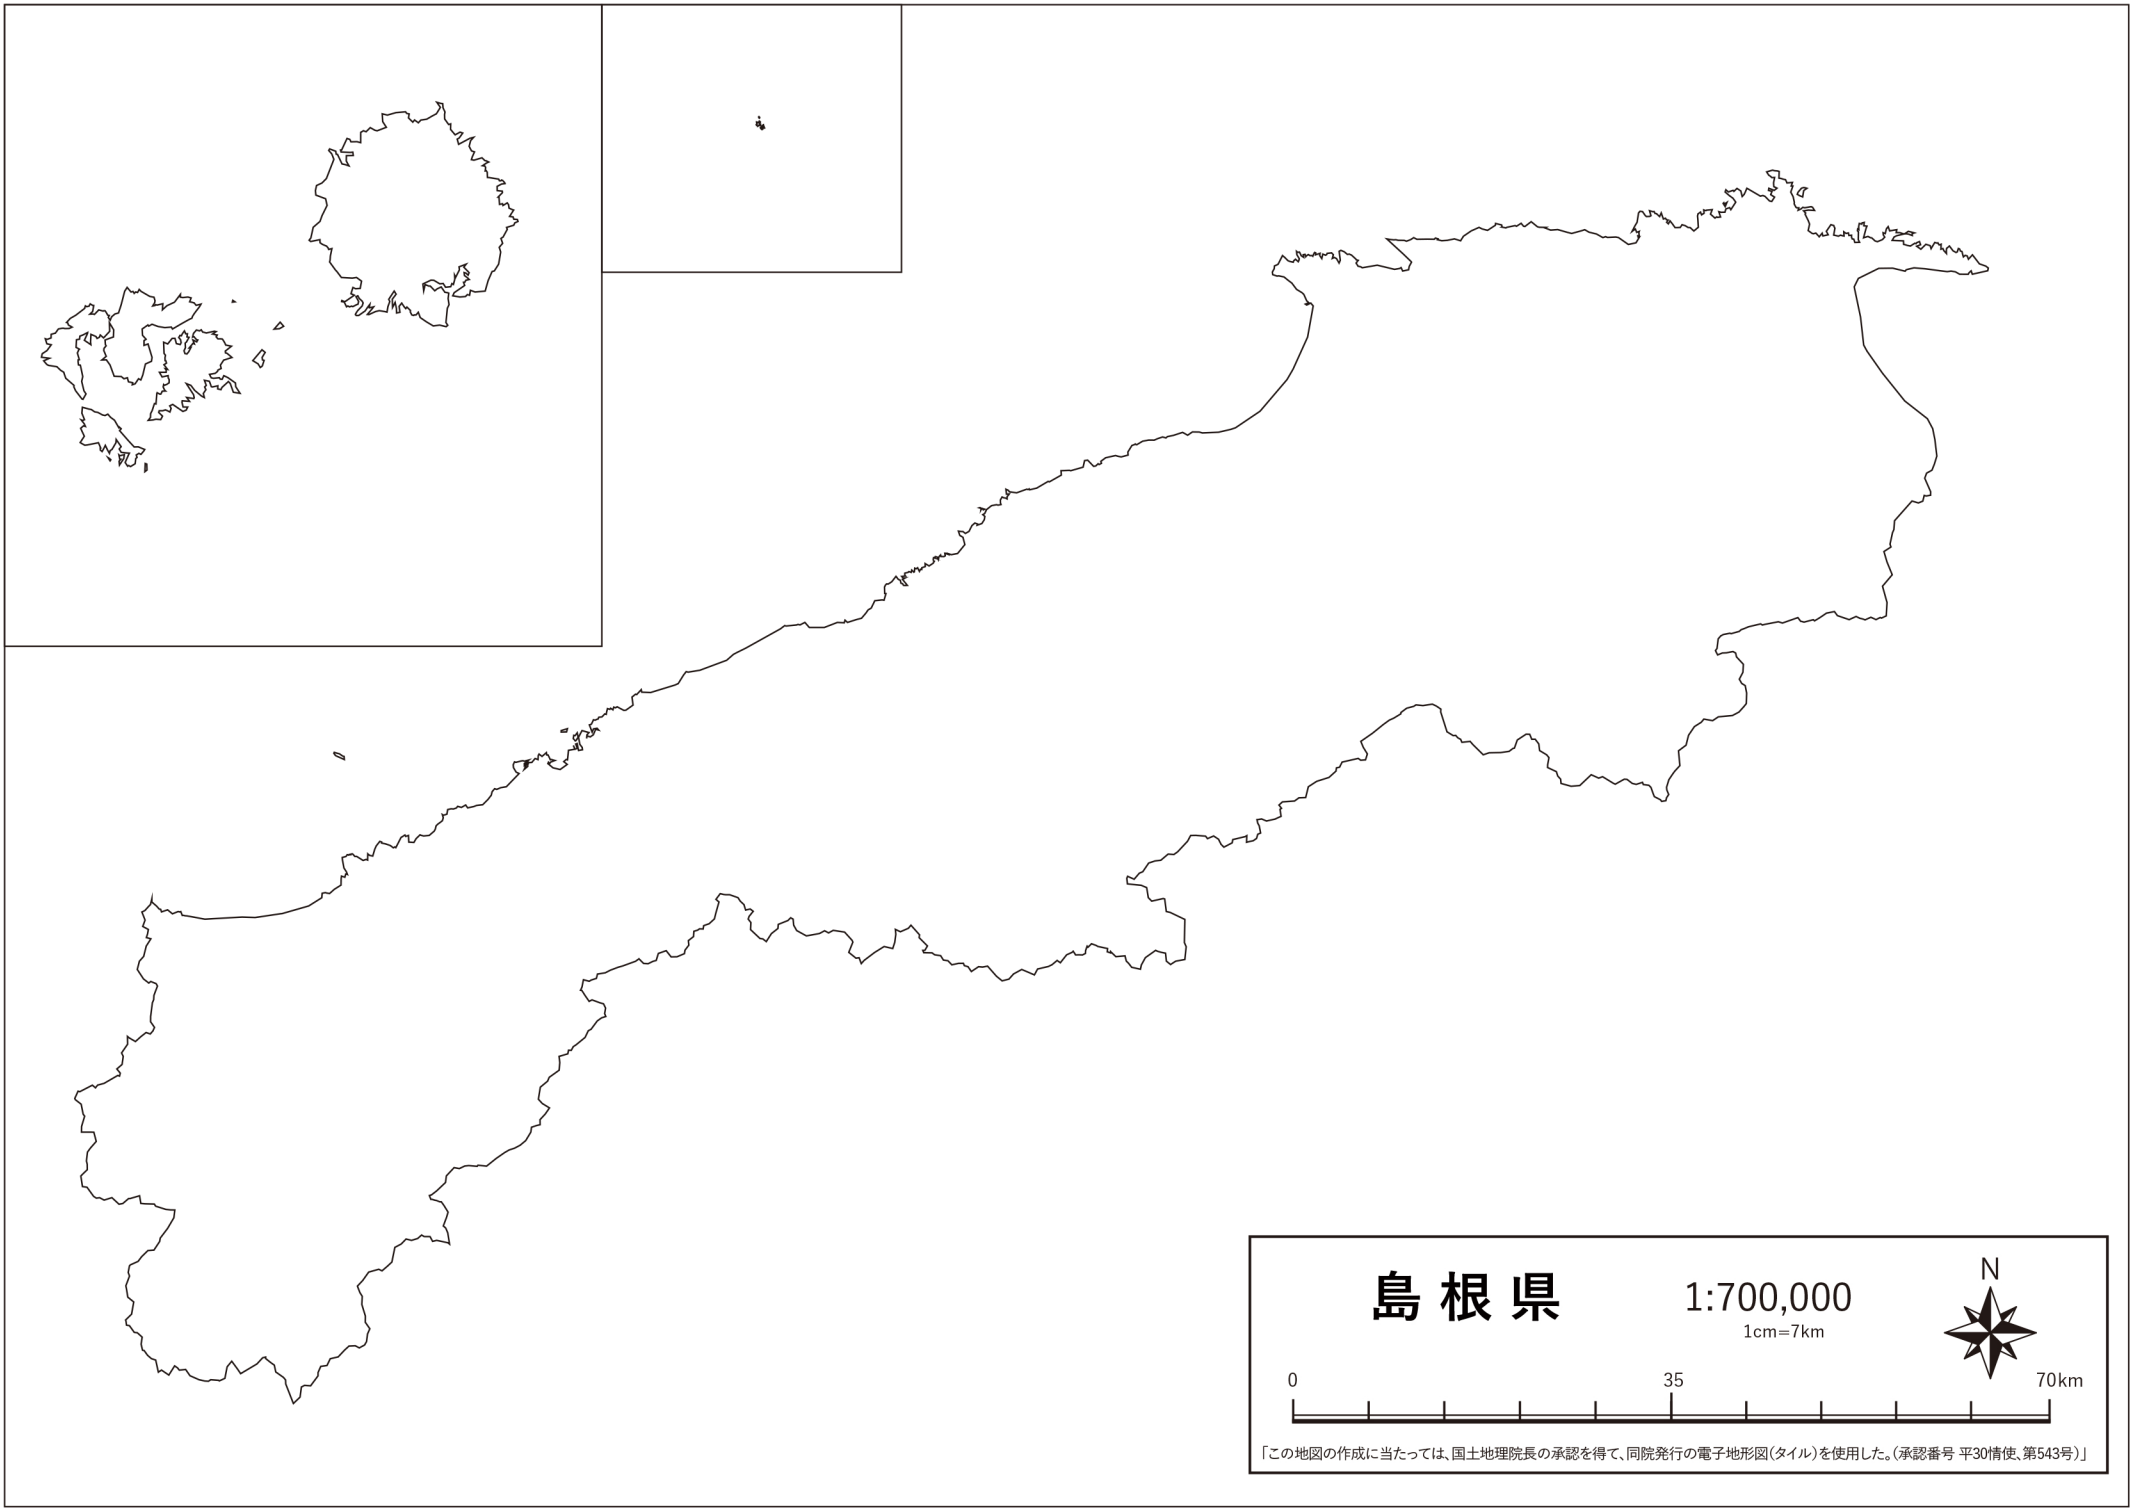 島根県
1:700,000
1cm=7km
N
0 35 70km
「この地図の作成に当たっては、国土地理院長の承認を得て、同院発行の電子地形図(タイル)を使用した。(承認番号 平30情使、第543号)」